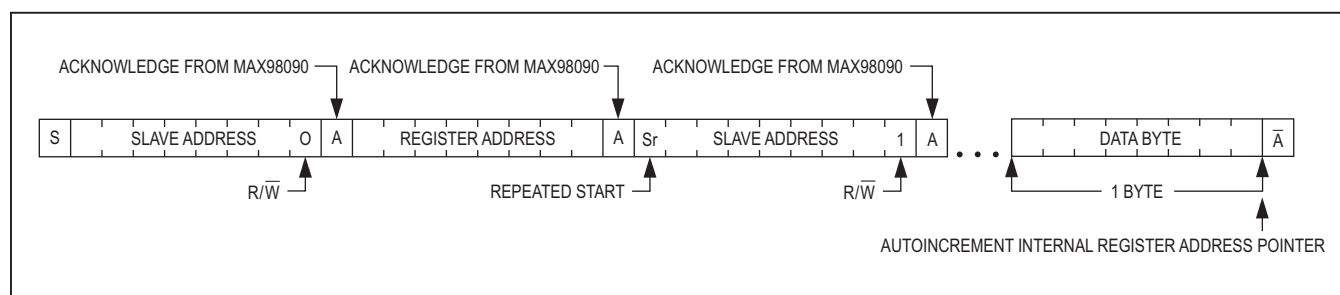 ACKNOWLEDGE FROM MAX98090 ACKNOWLEDGE FROM MAX98090 ACKNOWLEDGE FROM MAX98090
S SLAVE ADDRESS O A REGISTER ADDRESS A Sr SLAVE ADDRESS 1 A ... DATA BYTE A̅
R/W̅ REPEATED START R/W̅ 1 BYTE
AUTOINCREMENT INTERNAL REGISTER ADDRESS POINTER